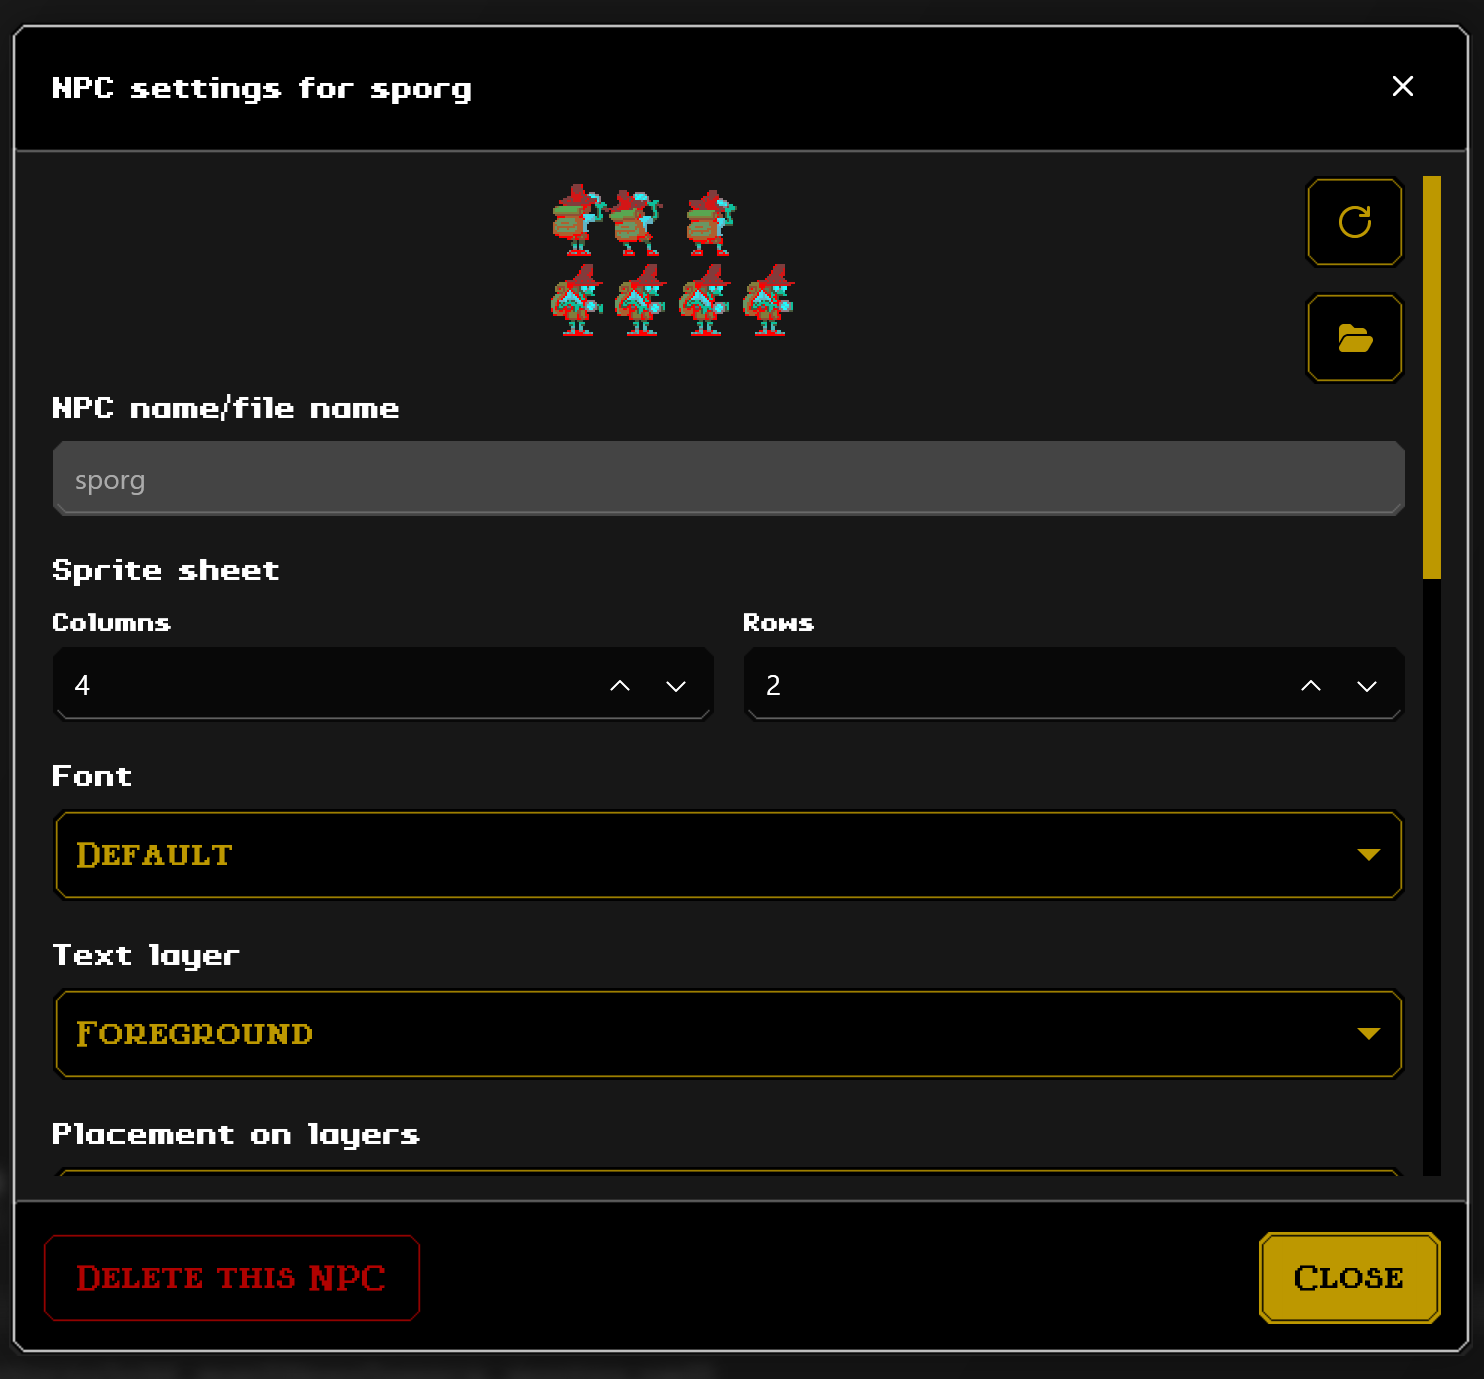 NPC settings for sporg
NPC name/file name
sporg
Sprite sheet
Columns
Rows
4
2
Font
Default
Text layer
Foreground
Placement on layers
Delete this NPC
Close